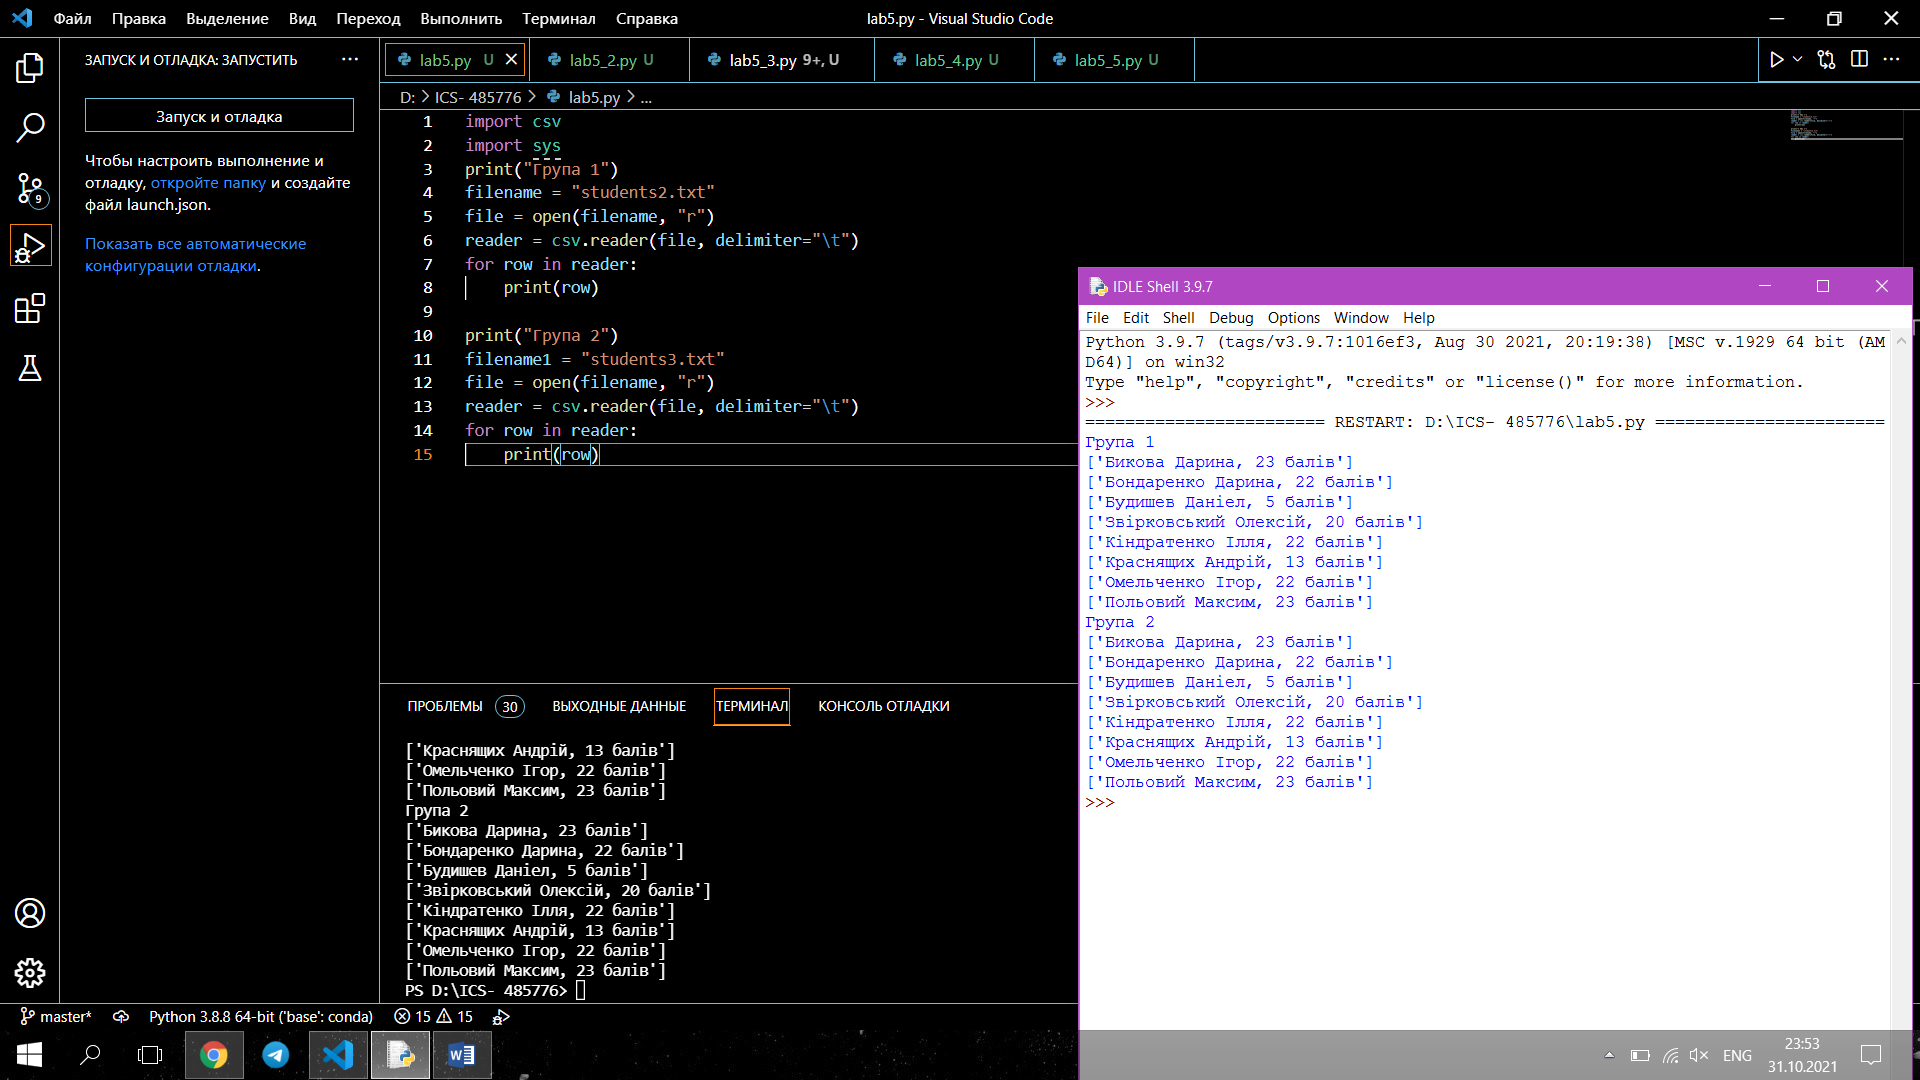 Файл Правка Выделение Вид Переход Выполнить Терминал Справка
lab5.py - Visual Studio Code
ЗАПУСК И ОТЛАДКА: ЗАПУСТИТЬ ...
Запуск и отладка
Чтобы настроить выполнение и
отладку, откройте папку и создайте
файл launch.json.
Показать все автоматические
конфигурации отладки.
9
lab5.py U
lab5_2.py U
lab5_3.py 9+, U
lab5_4.py U
lab5_5.py U
D: > ICS- 485776 > lab5.py > ...
1 import csv
2 import sys
3 print("Група 1")
4 filename = "students2.txt"
5 file = open(filename, "r")
6 reader = csv.reader(file, delimiter="\t")
7 for row in reader:
8     print(row)
9
10 print("Група 2")
11 filename1 = "students3.txt"
12 file = open(filename, "r")
13 reader = csv.reader(file, delimiter="\t")
14 for row in reader:
15     print(row)
ПРОБЛЕМЫ 30 ВЫХОДНЫЕ ДАННЫЕ ТЕРМИНАЛ КОНСОЛЬ ОТЛАДКИ
['Краснящих Андрій, 13 балів']
['Омельченко Ігор, 22 балів']
['Польовий Максим, 23 балів']
Група 2
['Бикова Дарина, 23 балів']
['Бондаренко Дарина, 22 балів']
['Будишев Даніел, 5 балів']
['Звірковський Олексій, 20 балів']
['Кіндратенко Ілля, 22 балів']
['Краснящих Андрій, 13 балів']
['Омельченко Ігор, 22 балів']
['Польовий Максим, 23 балів']
PS D:\ICS- 485776>
IDLE Shell 3.9.7
File Edit Shell Debug Options Window Help
Python 3.9.7 (tags/v3.9.7:1016ef3, Aug 30 2021, 20:19:38) [MSC v.1929 64 bit (AM
D64)] on win32
Type "help", "copyright", "credits" or "license()" for more information.
>>>
======================== RESTART: D:\ICS- 485776\lab5.py =======================
Група 1
['Бикова Дарина, 23 балів']
['Бондаренко Дарина, 22 балів']
['Будишев Даніел, 5 балів']
['Звірковський Олексій, 20 балів']
['Кіндратенко Ілля, 22 балів']
['Краснящих Андрій, 13 балів']
['Омельченко Ігор, 22 балів']
['Польовий Максим, 23 балів']
Група 2
['Бикова Дарина, 23 балів']
['Бондаренко Дарина, 22 балів']
['Будишев Даніел, 5 балів']
['Звірковський Олексій, 20 балів']
['Кіндратенко Ілля, 22 балів']
['Краснящих Андрій, 13 балів']
['Омельченко Ігор, 22 балів']
['Польовий Максим, 23 балів']
>>>
master* Python 3.8.8 64-bit ('base': conda) 15 15
ENG
23:53
31.10.2021